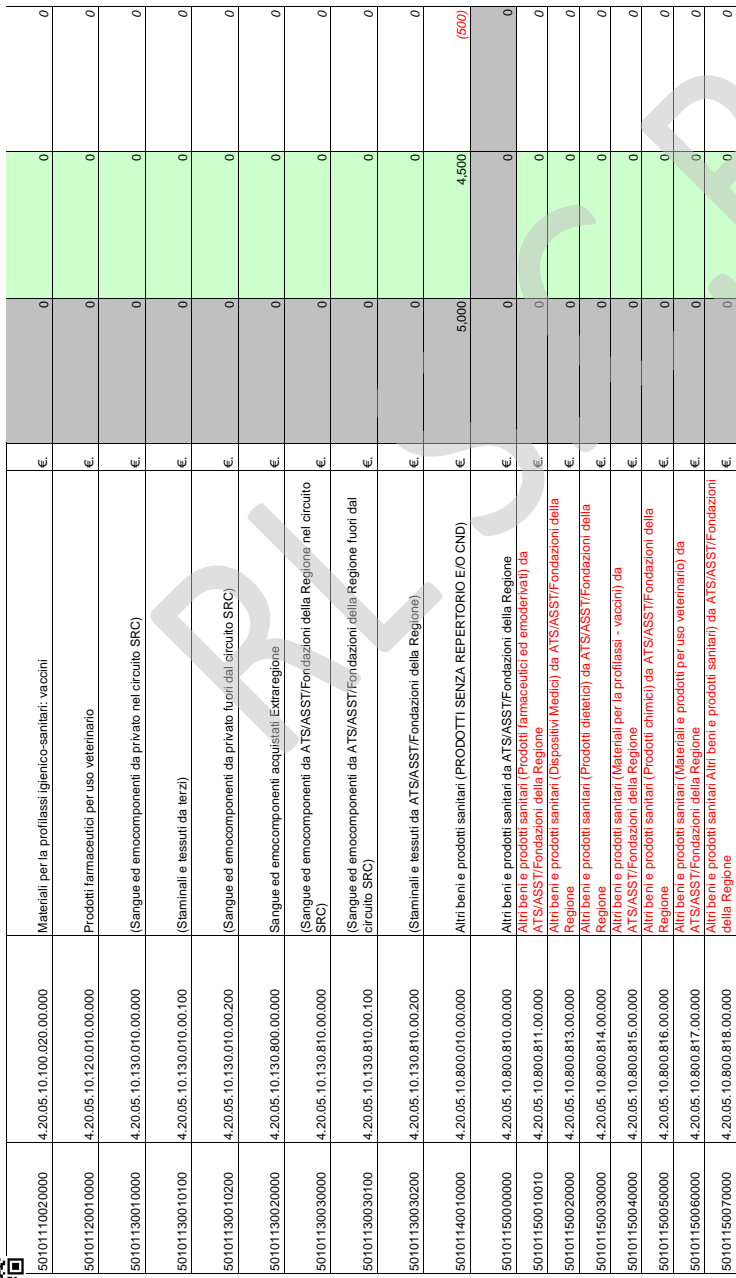 501011100200000 4.20.05.10.100.020.00.000 Materiali per la profilassi igienico-sanitari: vaccini €. 0 0 0
501011200100000 4.20.05.10.120.010.00.000 Prodotti farmaceutici per uso veterinario €. 0 0 0
501011300100000 4.20.05.10.130.010.00.000 (Sangue ed emocomponenti da privato nel circuito SRC) €. 0 0 0
501011300101000 4.20.05.10.130.010.00.100 (Staminali e tessuti da terzi) €. 0 0 0
501011300102000 4.20.05.10.130.010.00.200 (Sangue ed emocomponenti da privato fuori dal circuito SRC) €. 0 0 0
501011300200000 4.20.05.10.130.800.00.000 Sangue ed emocomponenti acquistati Extraregione €. 0 0 0
501011300300000 4.20.05.10.130.810.00.000 (Sangue ed emocomponenti da ATS/ASST/Fondazioni della Regione nel circuito
SRC) €. 0 0 0
501011300301000 4.20.05.10.130.810.00.100 (Sangue ed emocomponenti da ATS/ASST/Fondazioni della Regione fuori dal
circuito SRC) €. 0 0 0
501011300302000 4.20.05.10.130.810.00.200 (Staminali e tessuti da ATS/ASST/Fondazioni della Regione) €. 0 0 0
501011400100000 4.20.05.10.800.010.00.000 Altri beni e prodotti sanitari (PRODOTTI SENZA REPERTORIO E/O CND) €. 5,000 4,500 (500)
501011500000000 4.20.05.10.800.810.00.000 Altri beni e prodotti sanitari da ATS/ASST/Fondazioni della Regione 0 0 0
501011500100100 4.20.05.10.800.811.00.000 Altri beni e prodotti sanitari (Prodotti farmaceutici ed emoderivati) da
ATS/ASST/Fondazioni della Regione €. 0 0 0
501011500200000 4.20.05.10.800.813.00.000 Altri beni e prodotti sanitari (Dispositivi Medici) da ATS/ASST/Fondazioni della
Regione €. 0 0 0
501011500300000 4.20.05.10.800.814.00.000 Altri beni e prodotti sanitari (Prodotti dietetici) da ATS/ASST/Fondazioni della
Regione €. 0 0 0
501011500400000 4.20.05.10.800.815.00.000 Altri beni e prodotti sanitari (Materiali per la profilassi - vaccini) da
ATS/ASST/Fondazioni della Regione €. 0 0 0
501011500500000 4.20.05.10.800.816.00.000 Altri beni e prodotti sanitari (Prodotti chimici) da ATS/ASST/Fondazioni della
Regione €. 0 0 0
501011500600000 4.20.05.10.800.817.00.000 Altri beni e prodotti sanitari (Materiali e prodotti per uso veterinario) da
ATS/ASST/Fondazioni della Regione €. 0 0 0
501011500700000 4.20.05.10.800.818.00.000 Altri beni e prodotti sanitari Altri beni e prodotti sanitari) da ATS/ASST/Fondazioni
della Regione €. 0 0 0